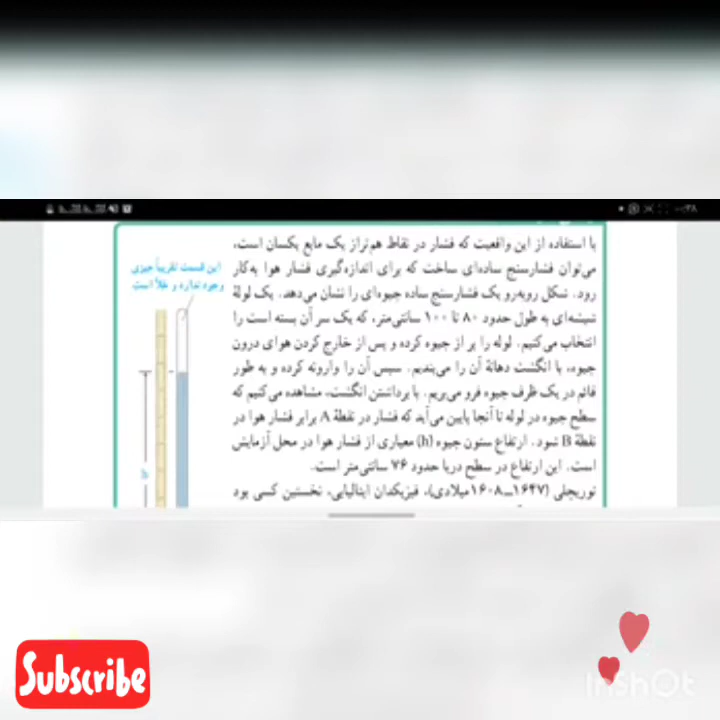 با استفاده از این واقعیت که فشار در نقاط هم‌تراز یک مایع یکسان است،
می‌توان فشارسنج ساده‌ای ساخت که برای اندازه‌گیری فشار هوا به‌کار
رود. شکل روبه‌رو یک فشارسنج ساده جیوه‌ای را نشان می‌دهد. یک لولهٔ
شیشه‌ای به طول حدود ۸۰ تا ۱۰۰ سانتی‌متر، که یک سر آن بسته است را
انتخاب می‌کنیم. لوله را پر از جیوه کرده و پس از خارج کردن هوای درون
جیوه، با انگشت دهانهٔ آن را می‌بندیم. سپس آن را وارونه کرده و به طور
قائم در یک ظرف جیوه فرو می‌بریم. با برداشتن انگشت، مشاهده می‌کنیم که
سطح جیوه در لوله تا آنجا پایین می‌آید که فشار در نقطهٔ A برابر فشار هوا در
نقطهٔ B شود. ارتفاع ستون جیوه (h) معیاری از فشار هوا در محل آزمایش
است. این ارتفاع در سطح دریا حدود ۷۶ سانتی‌متر است.
توریچلی (۱۶۴۷ــ۱۶۰۸میلادی)، فیزیکدان ایتالیایی، نخستین کسی بود
این قسمت تقریباً چیزی
وجود ندارد و خلأ است
h
Subscribe
InShOt